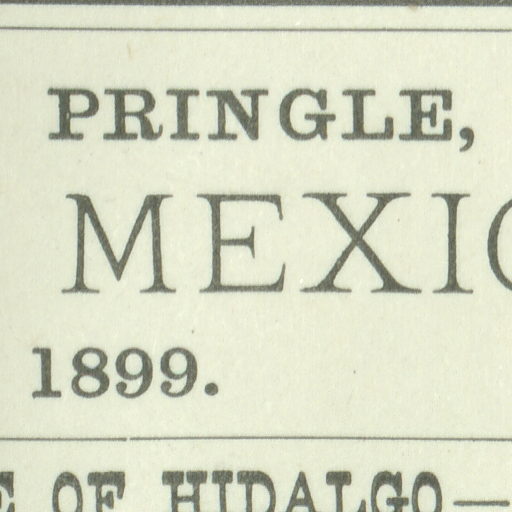 PRINGLE,
MEXIC
1899.
E OF HIDALGO—